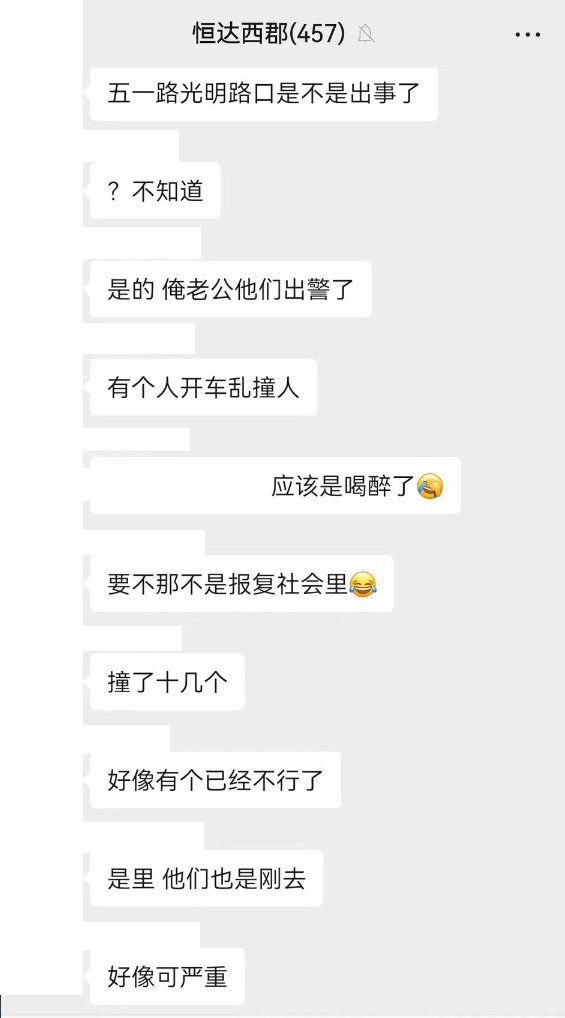 恒达西郡(457)
五一路光明路口是不是出事了
？不知道
是的 俺老公他们出警了
有个人开车乱撞人
应该是喝醉了🤦
要不那不是报复社会里😂
撞了十几个
好像有个已经不行了
是里 他们也是刚去
好像可严重